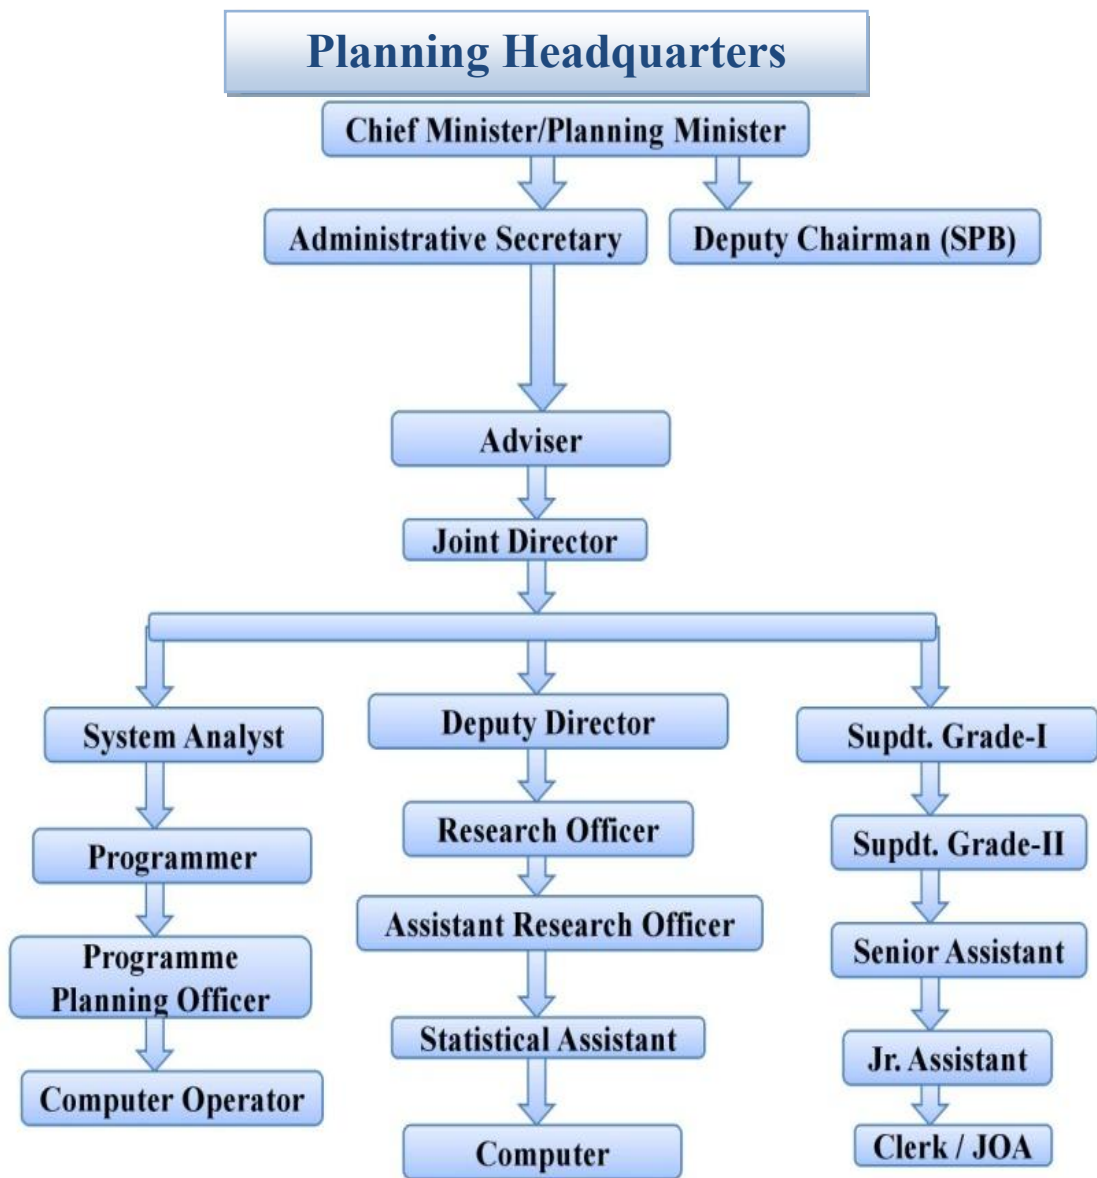 Planning Headquarters
Chief Minister/Planning Minister
Administrative Secretary
Deputy Chairman (SPB)
Adviser
Joint Director
System Analyst
Deputy Director
Supdt. Grade-I
Programmer
Research Officer
Supdt. Grade-II
Programme
Planning Officer
Assistant Research Officer
Senior Assistant
Computer Operator
Statistical Assistant
Jr. Assistant
Computer
Clerk / JOA